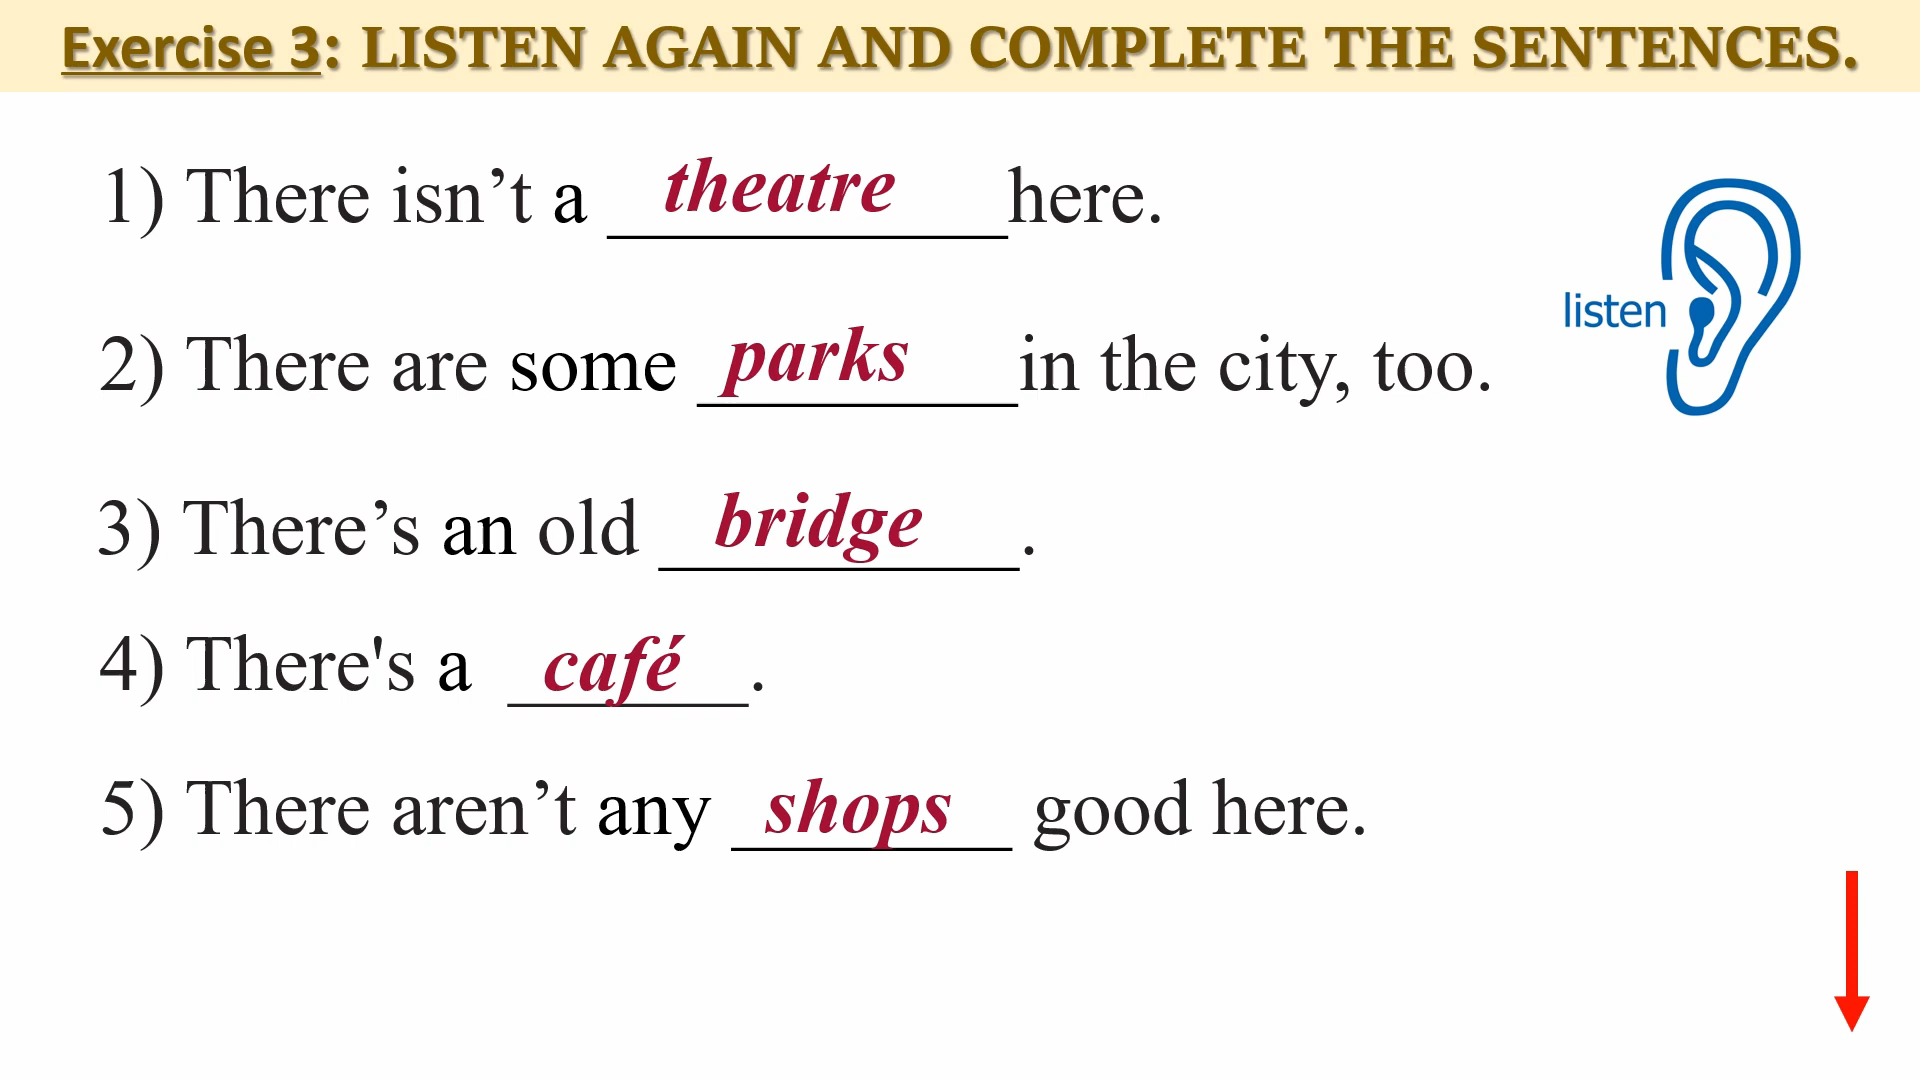 Exercise 3: LISTEN AGAIN AND COMPLETE THE SENTENCES.
1) There isn’t a theatre here.
2) There are some parks in the city, too.
listen
3) There’s an old bridge.
4) There's a café.
5) There aren’t any shops good here.